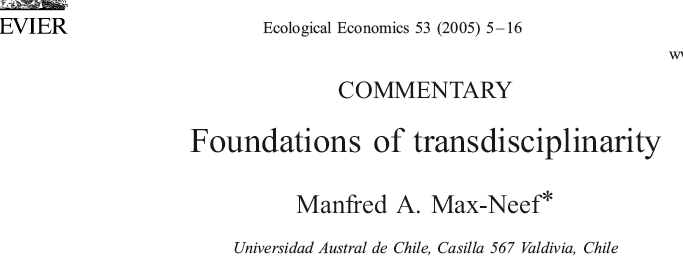 EVIER
Ecological Economics 53 (2005) 5–16
COMMENTARY
Foundations of transdisciplinarity
Manfred A. Max-Neef*
Universidad Austral de Chile, Casilla 567 Valdivia, Chile